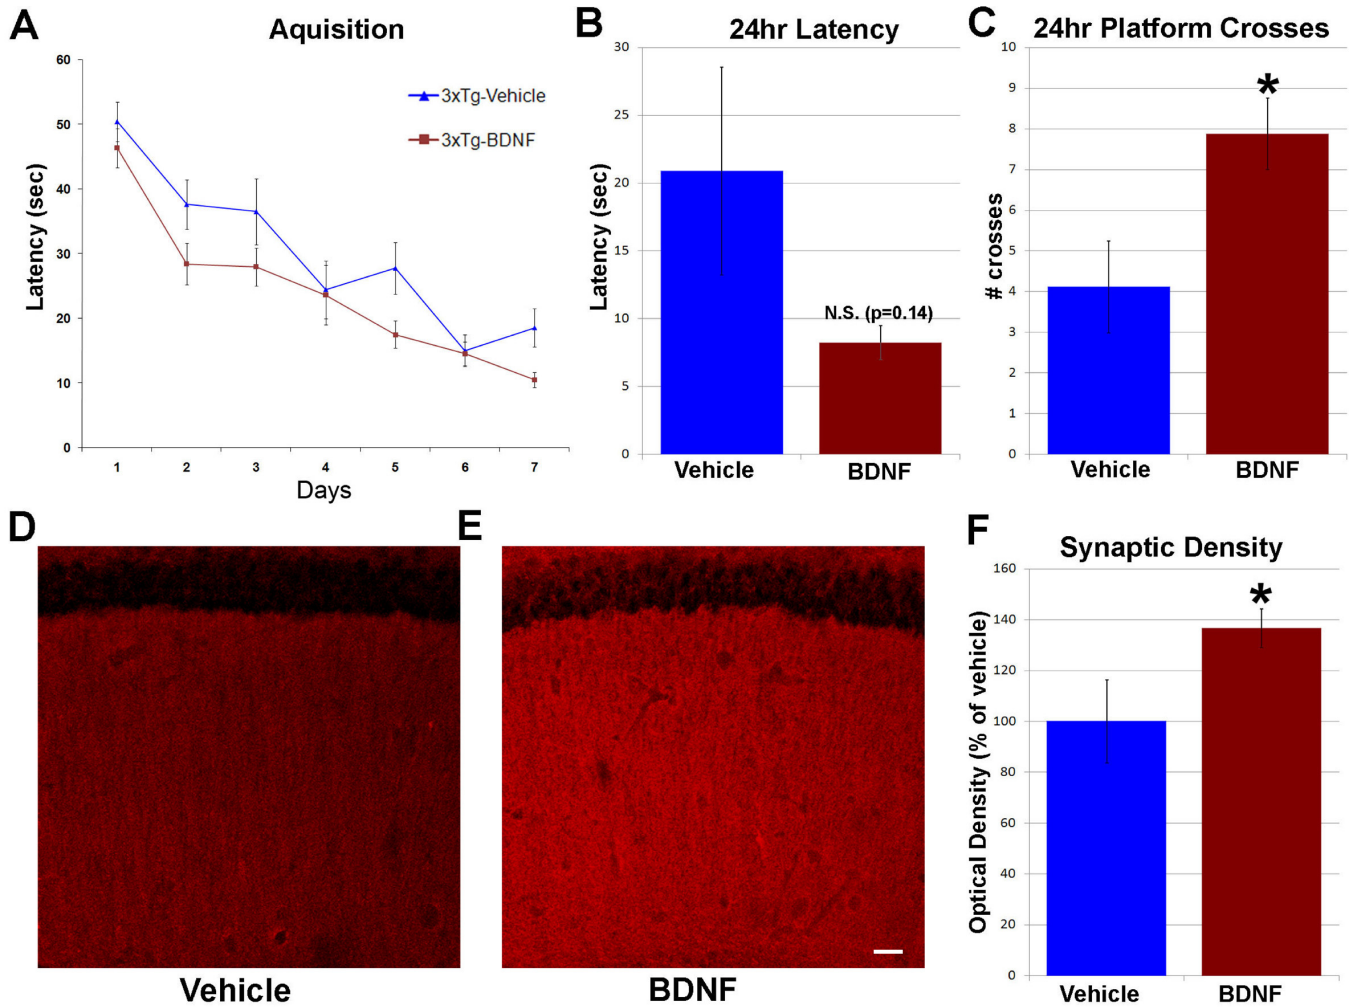 A
Aquisition
60
50
40
30
20
10
0
Latency (sec)
3xTg-Vehicle
3xTg-BDNF
1 2 3 4 5 6 7
Days
B
24hr Latency
30
25
20
15
10
5
0
Latency (sec)
N.S. (p=0.14)
Vehicle BDNF
C
24hr Platform Crosses
10
9
8
7
6
5
4
3
2
1
0
# crosses
*
Vehicle BDNF
D
Vehicle
E
BDNF
F
Synaptic Density
160
140
120
100
80
60
40
20
0
Optical Density (% of vehicle)
*
Vehicle BDNF